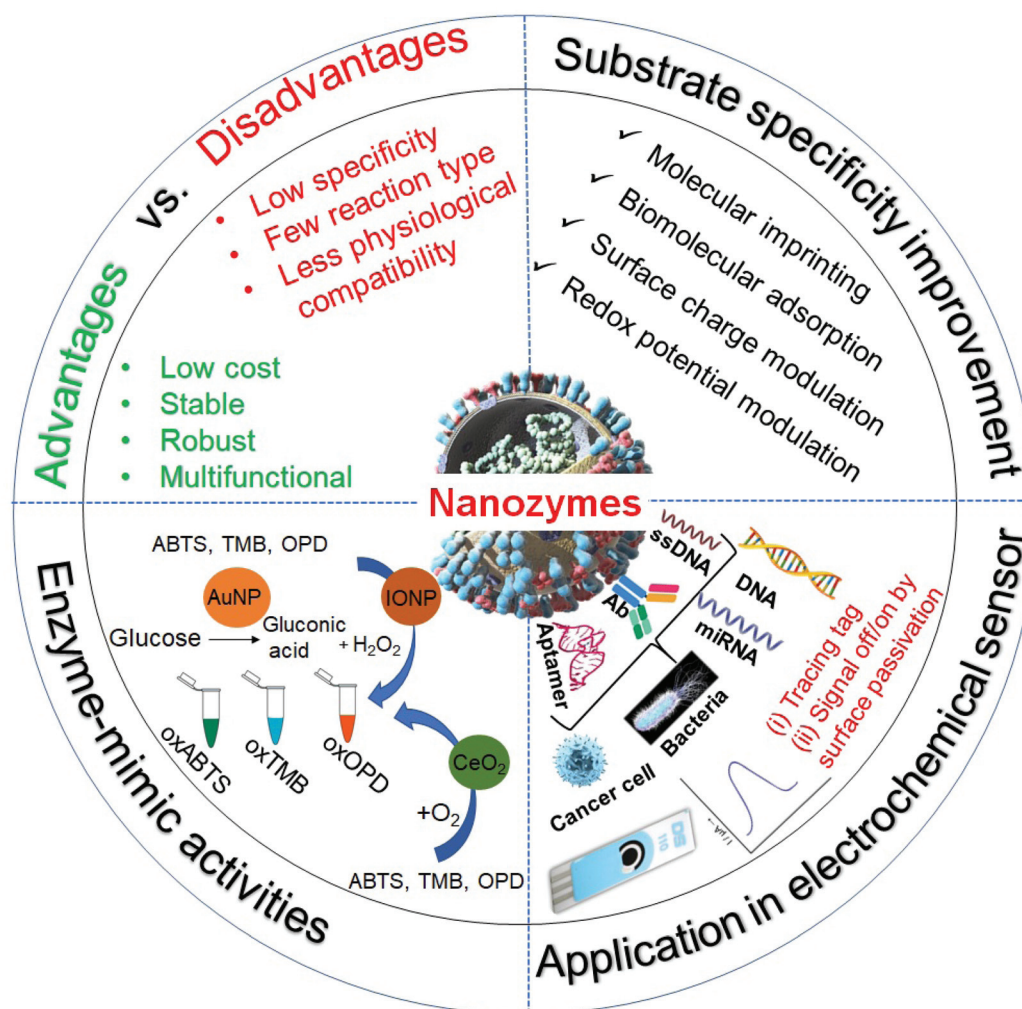 Advantages vs. Disadvantages
• Low specificity
• Few reaction type
• Less physiological
compatibility
• Low cost
• Stable
• Robust
• Multifunctional
Substrate specificity improvement
✓ Molecular imprinting
✓ Biomolecular adsorption
✓ Surface charge modulation
✓ Redox potential modulation
Nanozymes
Enzyme-mimic activities
ABTS, TMB, OPD
AuNP
IONP
Glucose
Gluconic
acid
+ H₂O₂
oxABTS
oxTMB
oxOPD
CeO₂
+O₂
ABTS, TMB, OPD
Application in electrochemical sensor
ssDNA
Ab
Aptamer
DNA
miRNA
Bacteria
Cancer cell
(i) Tracing tag
(ii) Signal off/on by
surface passivation
I / µA →
DS
110